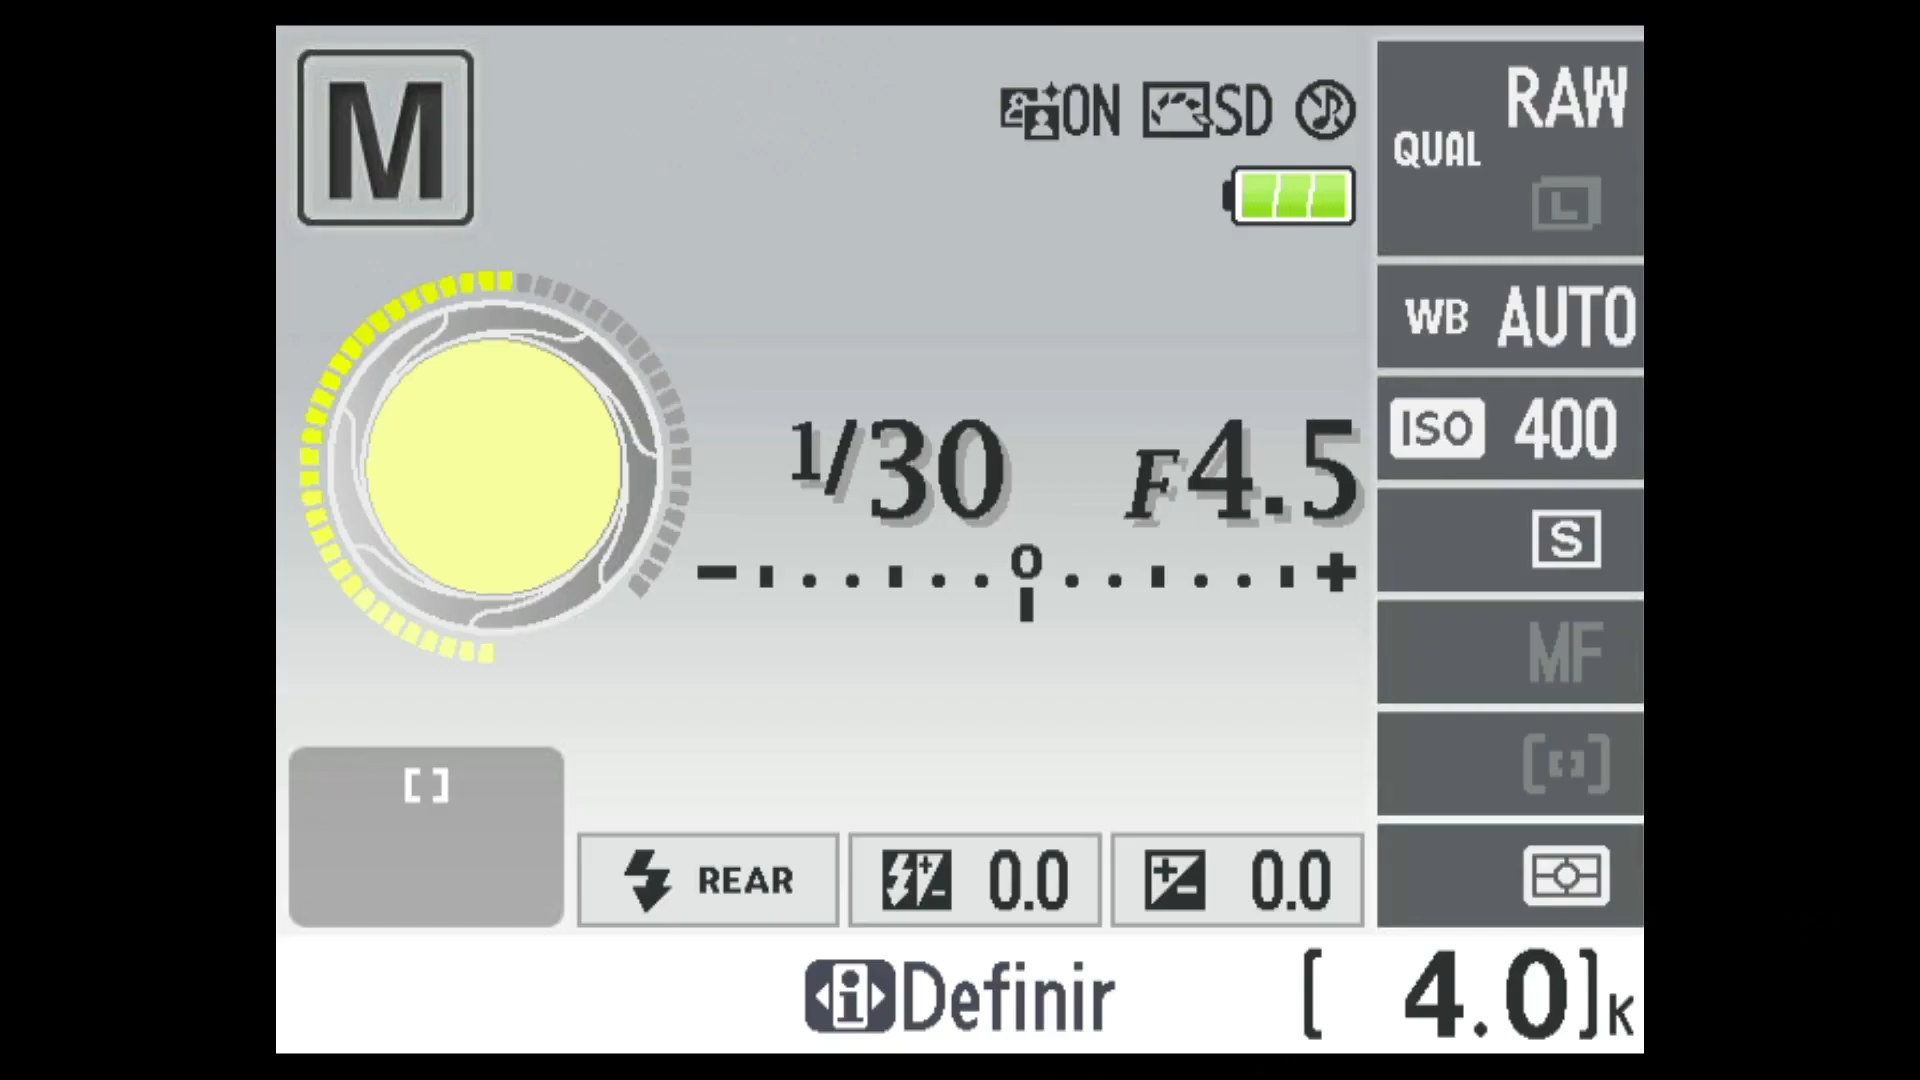 M
ON SD
RAW
QUAL
L
WB AUTO
ISO 400
1/30 F4.5
S
- 0 +
MF
[ ]
REAR 0.0 0.0
i Definir [ 4.0]K